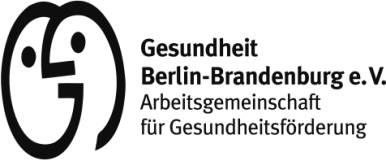 Gesundheit
Berlin-Brandenburg e.V.
Arbeitsgemeinschaft
für Gesundheitsförderung